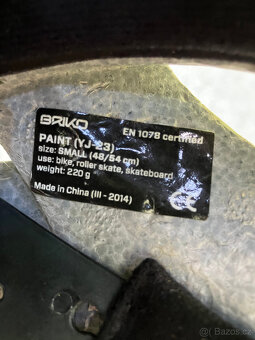 BRIKO
EN 1078 certified
PAINT (YJ-23)
size: SMALL (48/54 cm)
use: bike, roller skate, skateboard
weight: 220 g
Made in China (III - 2014)
CE
bazos.cz